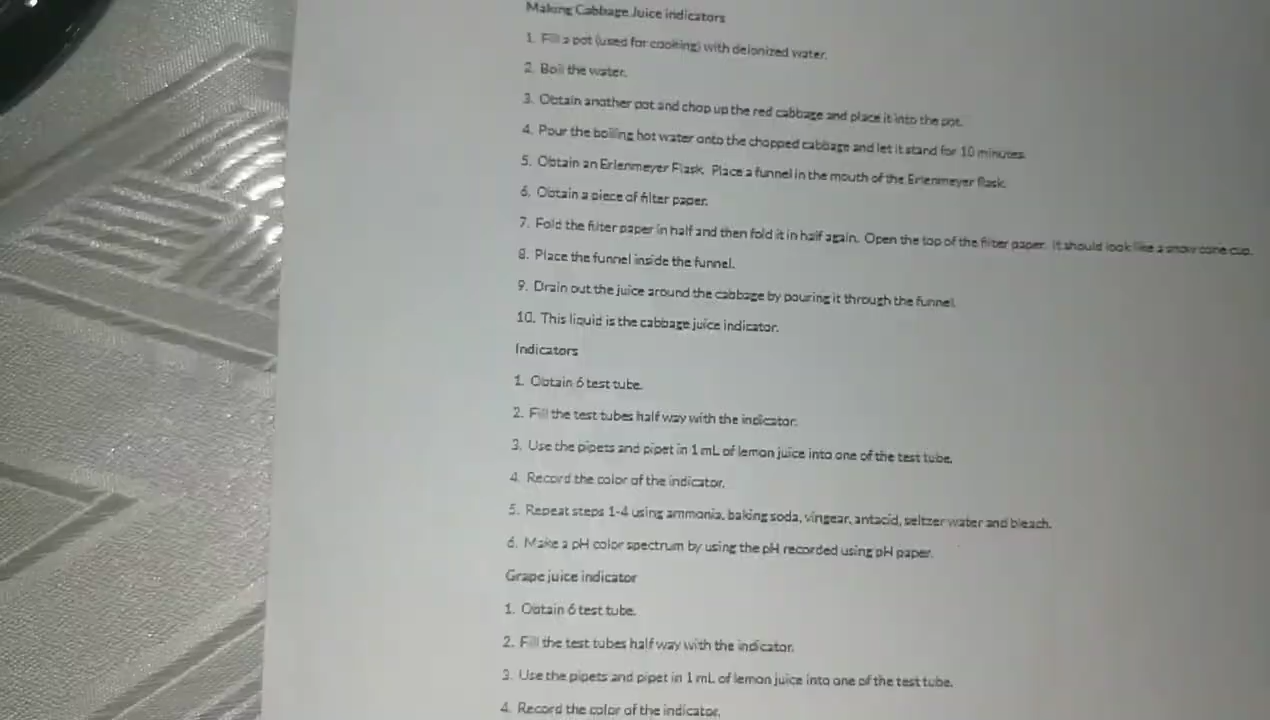 Making Cabbage Juice indicators
1. Fill a pot (used for cooking) with deionized water.
2. Boil the water.
3. Obtain another pot and chop up the red cabbage and place it into the pot.
4. Pour the boiling hot water onto the chopped cabbage and let it stand for 10 minutes.
5. Obtain an Erlenmeyer Flask. Place a funnel in the mouth of the Erlenmeyer flask.
6. Obtain a piece of filter paper.
7. Fold the filter paper in half and then fold it in half again. Open the top of the filter paper. It should look like a snow cone cup.
8. Place the funnel inside the funnel.
9. Drain out the juice around the cabbage by pouring it through the funnel.
10. This liquid is the cabbage juice indicator.
Indicators
1. Obtain 6 test tube.
2. Fill the test tubes half way with the indicator.
3. Use the pipets and pipet in 1 mL of lemon juice into one of the test tube.
4. Record the color of the indicator.
5. Repeat steps 1-4 using ammonia, baking soda, vingear, antacid, seltzer water and bleach.
6. Make a pH color spectrum by using the pH recorded using pH paper.
Grape juice indicator
1. Obtain 6 test tube.
2. Fill the test tubes half way with the indicator.
3. Use the pipets and pipet in 1 mL of lemon juice into one of the test tube.
4. Record the color of the indicator.